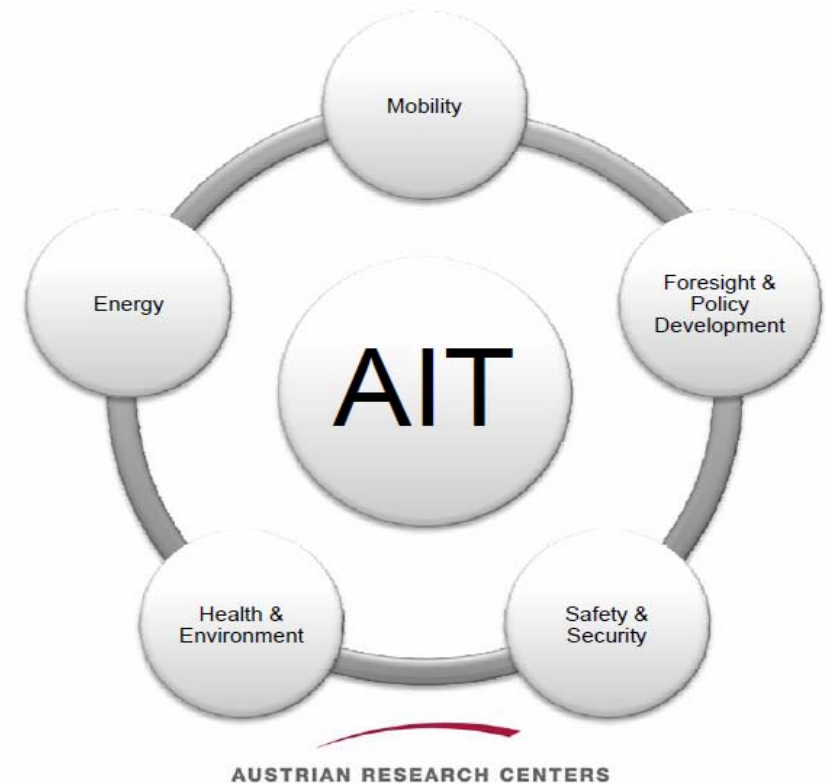 Mobility
Energy
Foresight &
Policy
Development
AIT
Health &
Environment
Safety &
Security
AUSTRIAN RESEARCH CENTERS